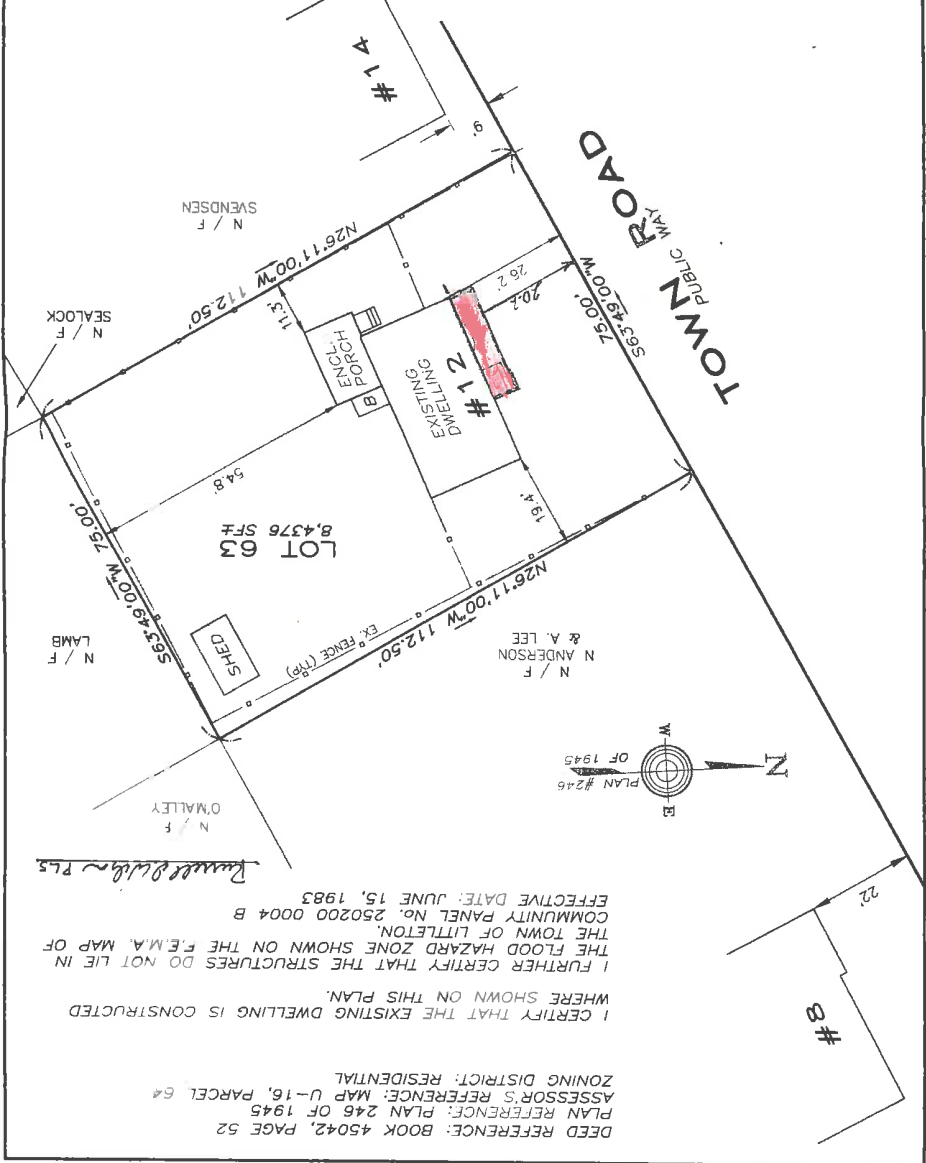 DEED REFERENCE: BOOK 45042, PAGE 52
PLAN REFERENCE: PLAN 246 OF 1945
ASSESSOR'S REFERENCE: MAP U-16, PARCEL 64
ZONING DISTRICT: RESIDENTIAL
I CERTIFY THAT THE EXISTING DWELLING IS CONSTRUCTED
WHERE SHOWN ON THIS PLAN.
I FURTHER CERTIFY THAT THE STRUCTURES DO NOT LIE IN
THE FLOOD HAZARD ZONE SHOWN ON THE F.E.M.A. MAP OF
THE TOWN OF LITTLETON,
COMMUNITY PANEL No. 250200 0004 B
EFFECTIVE DATE: JUNE 15, 1983
PLS
#8
22'
N / F
O'MALLEY
N
E
W
PLAN #246
OF 1945
N / F
ANDERSON
& A. LEE
N / F
LAMB
SHED
EX. FENCE (TYP)
N26°11'00"W 112.50'
S63°49'00"W 75.00'
LOT 63
8,4376 SF±
54.8'
19.4'
EXISTING
DWELLING
#12
B
ENCL
PORCH
11.3'
26.2'
20.2
N / F
SEALOCK
N26°11'00"W 112.50'
N / F
SVENDSEN
75.00'
S63°49'00"W
TOWN ROAD
PUBLIC WAY
9'
#14